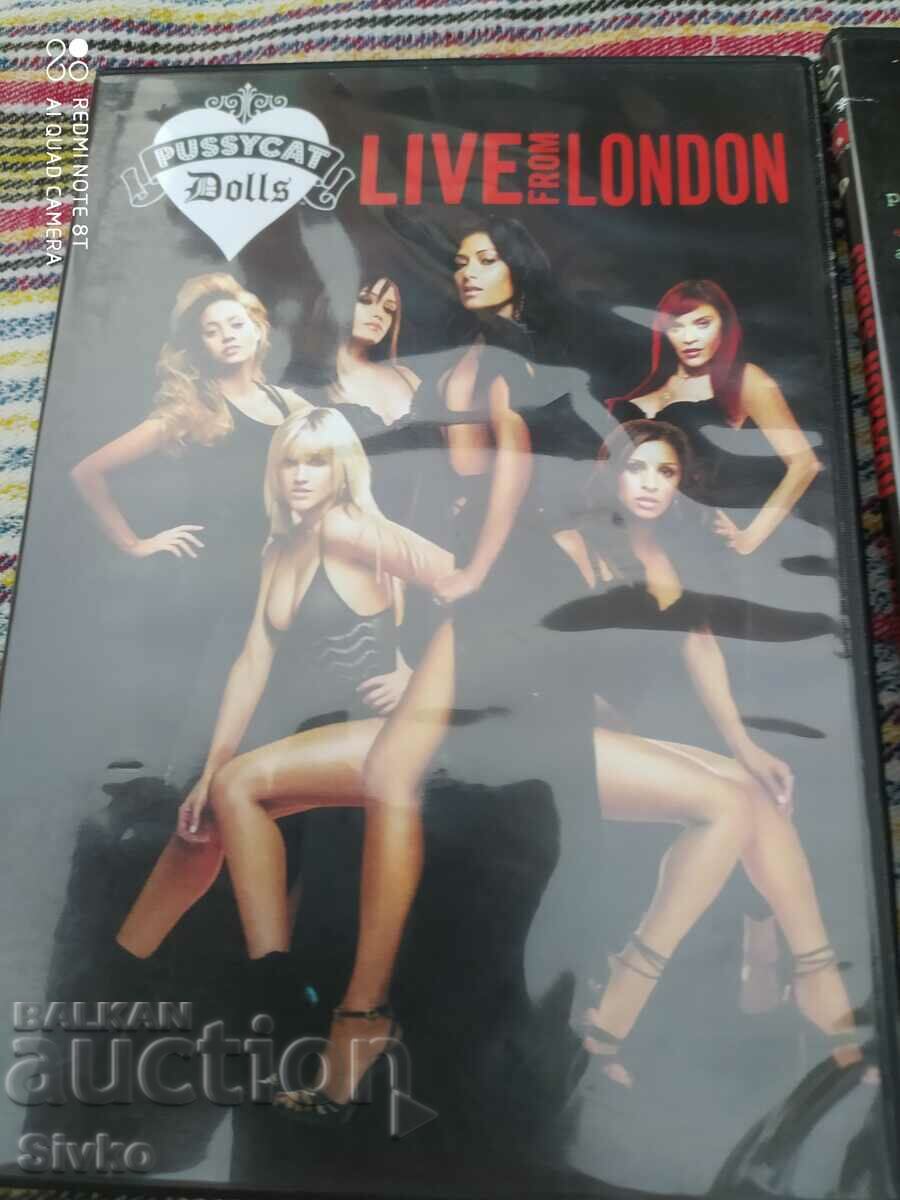 PUSSYCAT
Dolls
LIVE FROM LONDON
REDMI NOTE 8T
AI QUAD CAMERA
BALKAN
auction
Sivko